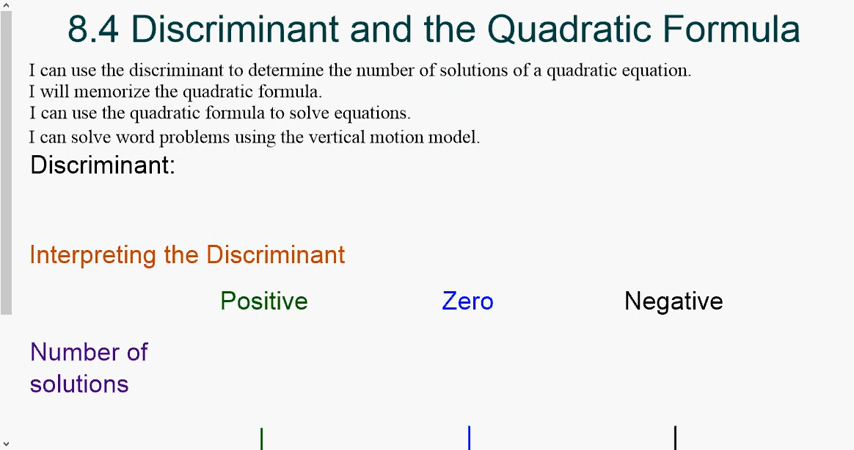 8.4 Discriminant and the Quadratic Formula
I can use the discriminant to determine the number of solutions of a quadratic equation.
I will memorize the quadratic formula.
I can use the quadratic formula to solve equations.
I can solve word problems using the vertical motion model.
Discriminant:
Interpreting the Discriminant
Positive Zero Negative
Number of
solutions